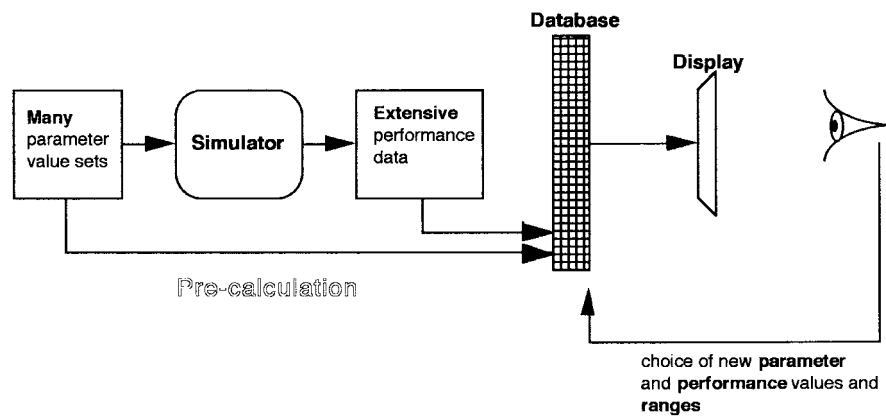 Database
Display
Many
parameter
value sets
Simulator
Extensive
performance
data
Pre-calculation
choice of new parameter
and performance values and
ranges